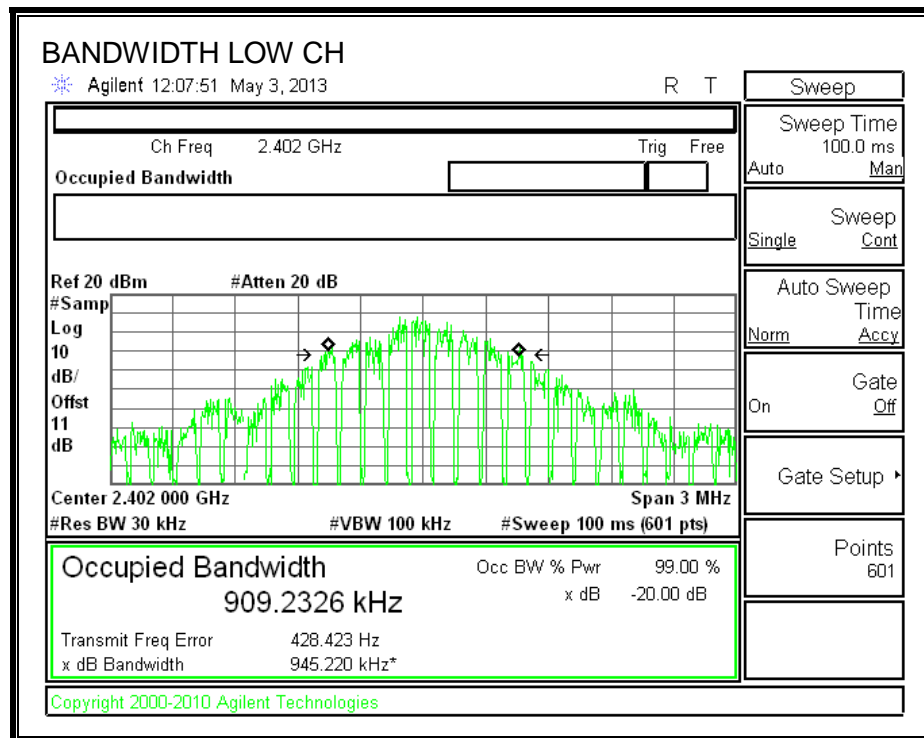 BANDWIDTH LOW CH
Agilent 12:07:51 May 3, 2013 R T
Ch Freq 2.402 GHz Trig Free
Occupied Bandwidth
Ref 20 dBm #Atten 20 dB
#Samp
Log
10
dB/
Offst
11
dB
Center 2.402 000 GHz Span 3 MHz
#Res BW 30 kHz #VBW 100 kHz #Sweep 100 ms (601 pts)
Occupied Bandwidth Occ BW % Pwr 99.00 %
909.2326 kHz x dB -20.00 dB
Transmit Freq Error 428.423 Hz
x dB Bandwidth 945.220 kHz*
Copyright 2000-2010 Agilent Technologies
Sweep
Sweep Time
100.0 ms
Auto Man
Sweep
Single Cont
Auto Sweep
Time
Norm Accy
Gate
On Off
Gate Setup
Points
601